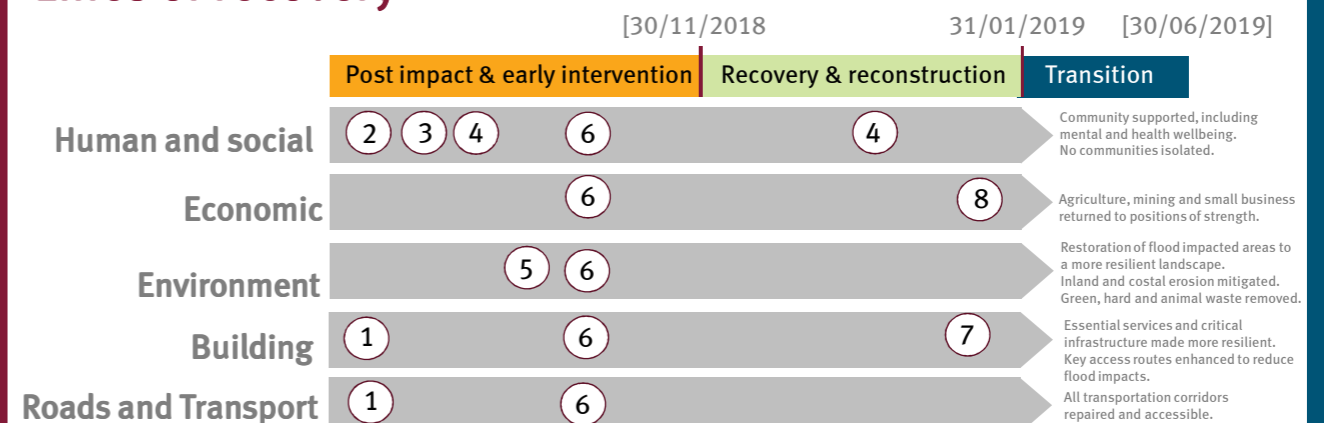 Lines of recovery
[30/11/2018 31/01/2019 [30/06/2019]
Post impact & early intervention Recovery & reconstruction Transition
Human and social 2 3 4 6 4
Community supported, including
mental and health wellbeing.
No communities isolated.
Economic 6 8
Agriculture, mining and small business
returned to positions of strength.
Environment 5 6
Restoration of flood impacted areas to
a more resilient landscape.
Inland and costal erosion mitigated.
Green, hard and animal waste removed.
Building 1 6 7
Essential services and critical
infrastructure made more resilient.
Key access routes enhanced to reduce
flood impacts.
Roads and Transport 1 6
All transportation corridors
repaired and accessible.